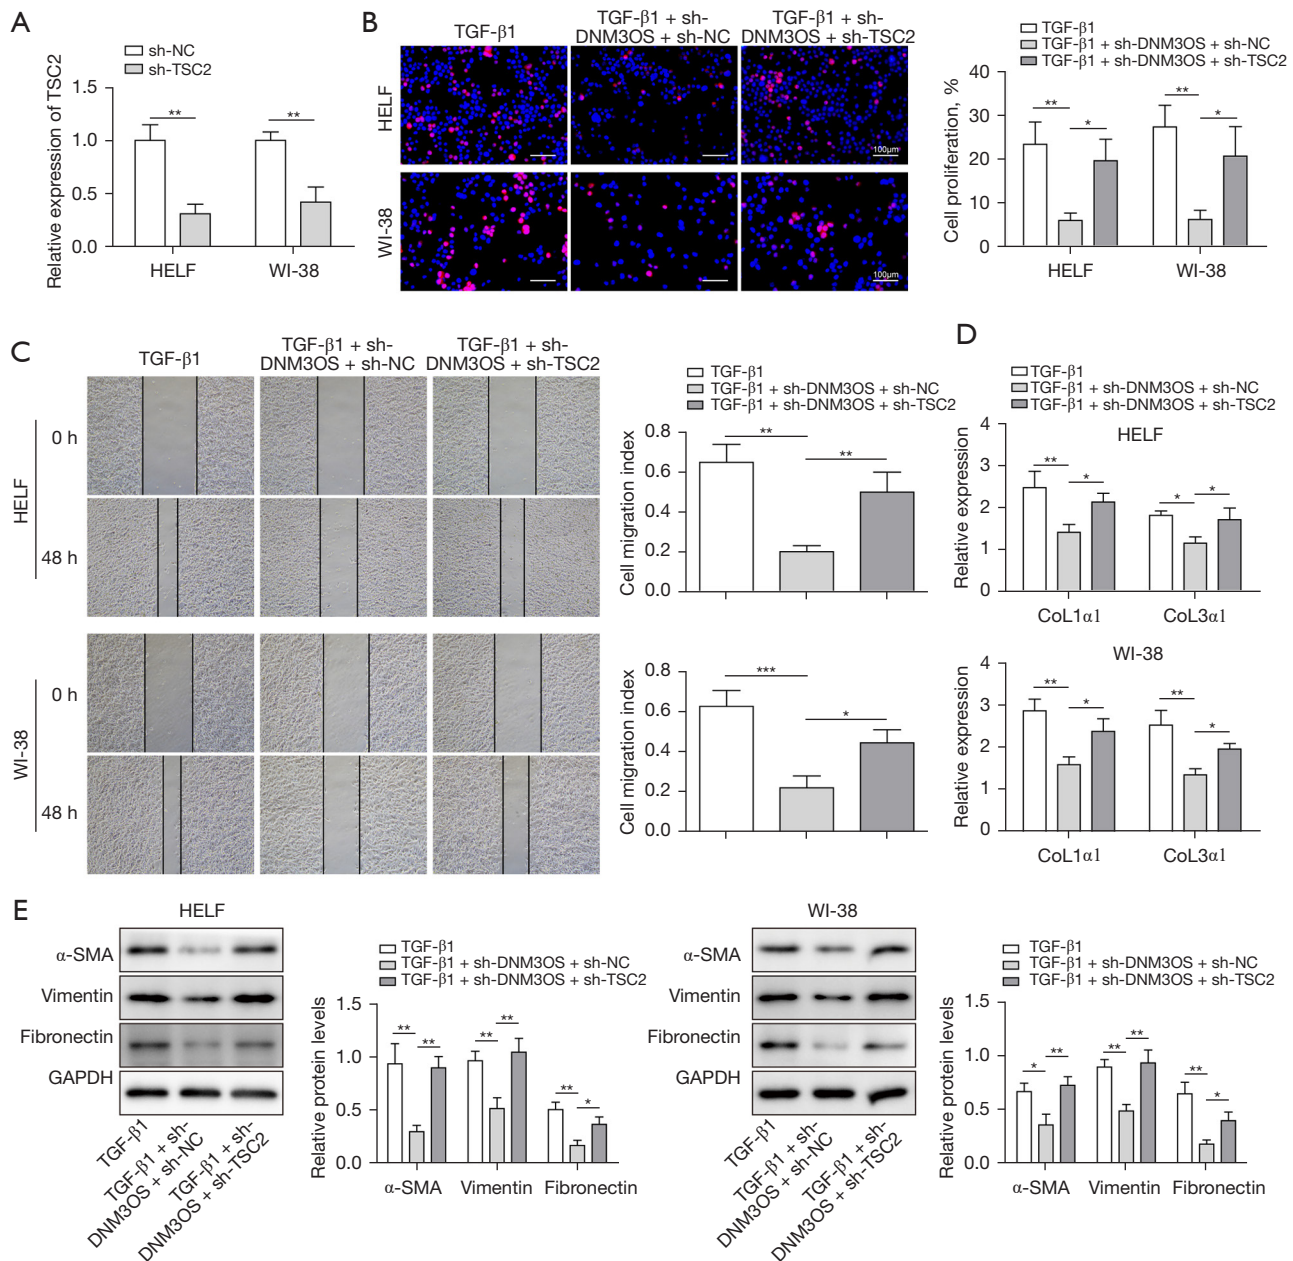 A
sh-NC
sh-TSC2
Relative expression of TSC2
1.5
1.0
0.5
0.0
**
**
HELF
WI-38
B
TGF-β1
TGF-β1 + sh-
DNM3OS + sh-NC
TGF-β1 + sh-
DNM3OS + sh-TSC2
HELF
WI-38
100μm
100μm
TGF-β1
TGF-β1 + sh-DNM3OS + sh-NC
TGF-β1 + sh-DNM3OS + sh-TSC2
Cell proliferation, %
40
30
20
10
0
**
*
**
*
HELF
WI-38
C
TGF-β1
TGF-β1 + sh-
DNM3OS + sh-NC
TGF-β1 + sh-
DNM3OS + sh-TSC2
HELF
0 h
48 h
WI-38
0 h
48 h
TGF-β1
TGF-β1 + sh-DNM3OS + sh-NC
TGF-β1 + sh-DNM3OS + sh-TSC2
Cell migration index
0.8
0.6
0.4
0.2
0.0
**
**
Cell migration index
0.8
0.6
0.4
0.2
0.0
***
*
D
TGF-β1
TGF-β1 + sh-DNM3OS + sh-NC
TGF-β1 + sh-DNM3OS + sh-TSC2
HELF
Relative expression
4
3
2
1
0
**
*
*
*
CoL1α1
CoL3α1
WI-38
Relative expression
4
3
2
1
0
**
*
**
*
CoL1α1
CoL3α1
E
HELF
α-SMA
Vimentin
Fibronectin
GAPDH
TGF-β1
TGF-β1 + sh-
DNM3OS + sh-NC
TGF-β1 + sh-
DNM3OS + sh-TSC2
TGF-β1
TGF-β1 + sh-DNM3OS + sh-NC
TGF-β1 + sh-DNM3OS + sh-TSC2
Relative protein levels
1.5
1.0
0.5
0.0
**
**
**
**
**
*
α-SMA
Vimentin
Fibronectin
WI-38
α-SMA
Vimentin
Fibronectin
GAPDH
TGF-β1
TGF-β1 + sh-
DNM3OS + sh-NC
TGF-β1 + sh-
DNM3OS + sh-TSC2
TGF-β1
TGF-β1 + sh-DNM3OS + sh-NC
TGF-β1 + sh-DNM3OS + sh-TSC2
Relative protein levels
1.5
1.0
0.5
0.0
*
**
**
**
**
*
α-SMA
Vimentin
Fibronectin